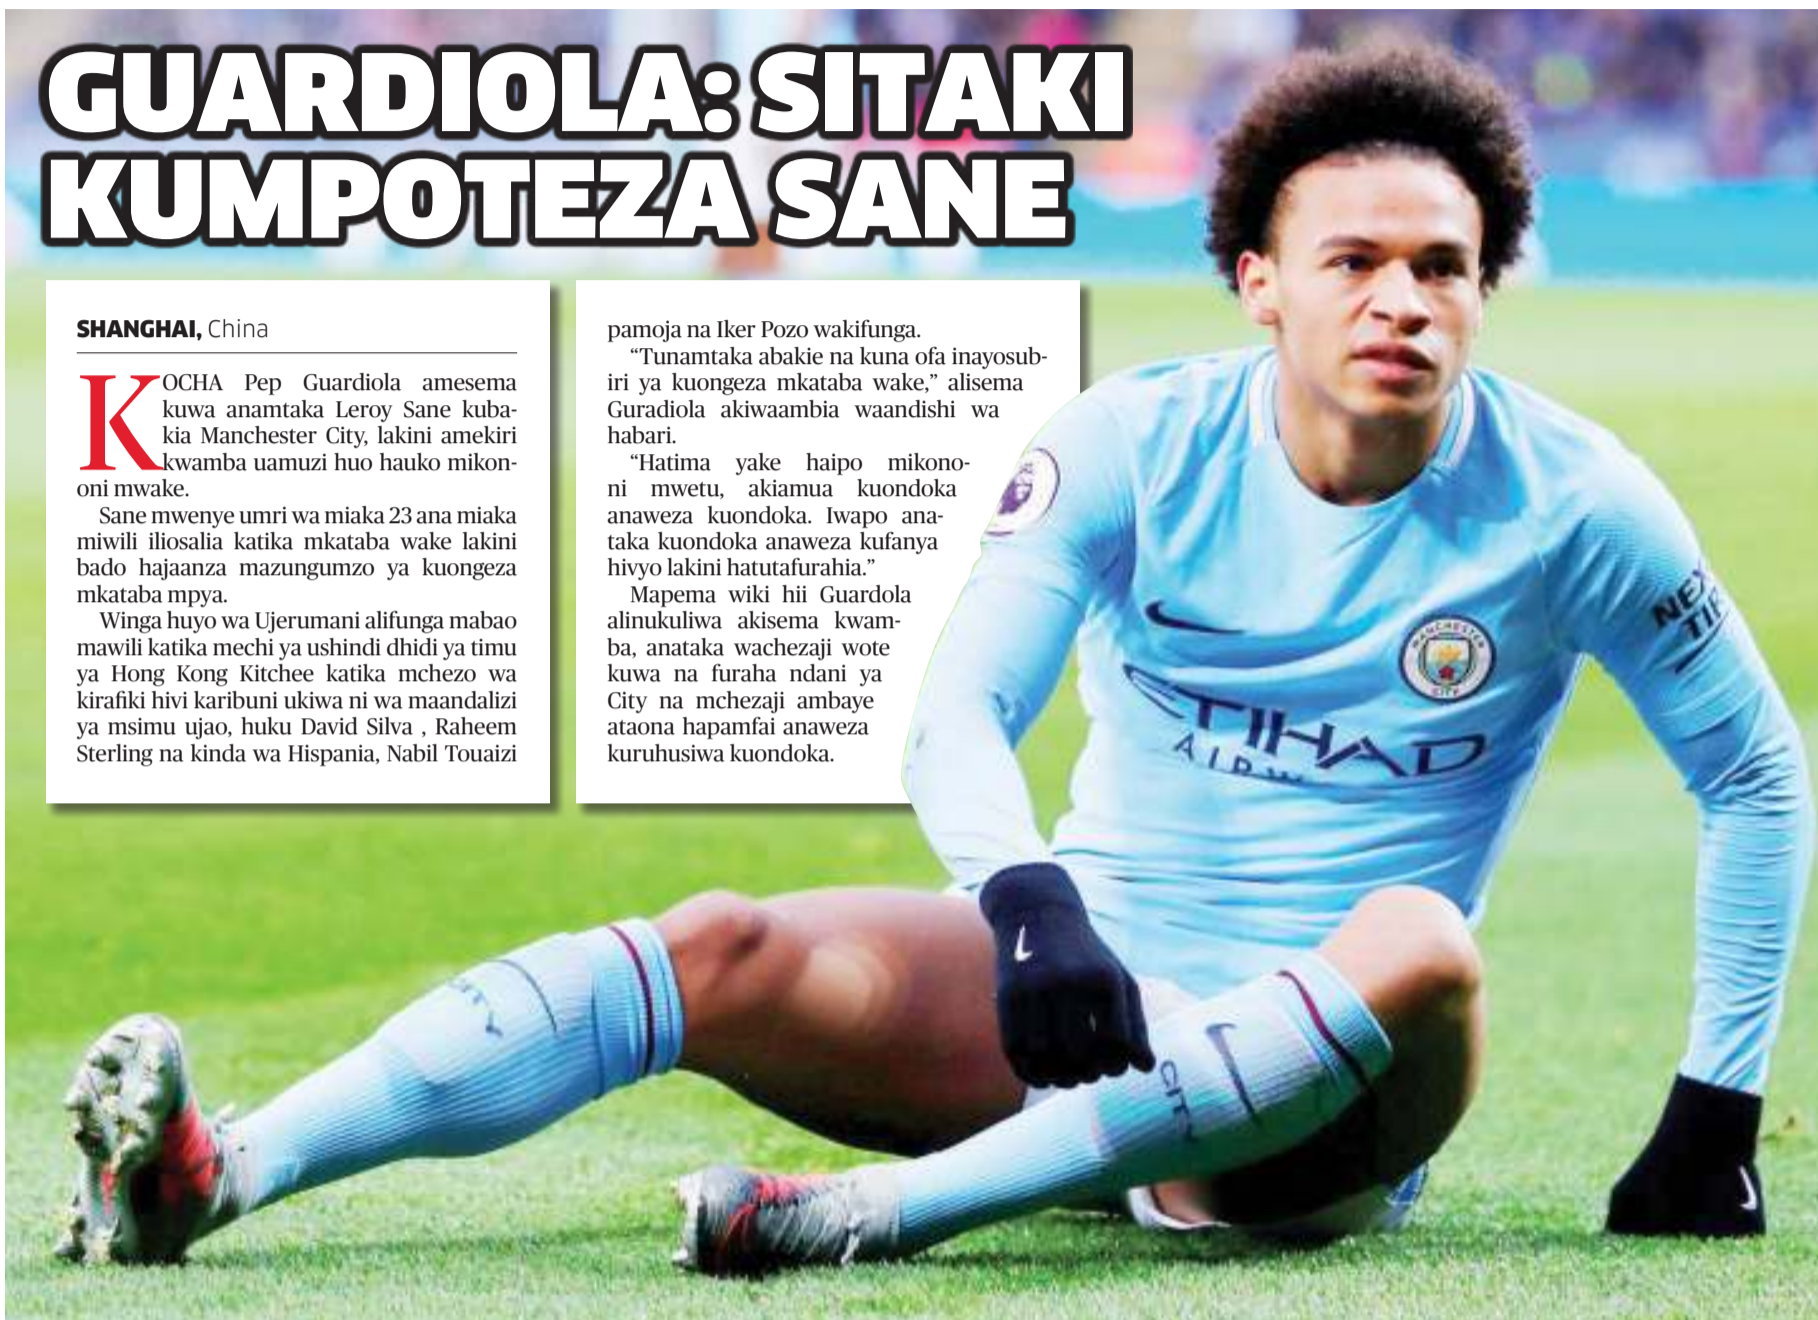 GUARDIOLA: SITAKI
KUMPOTEZA SANE
SHANGHAI, China
KOCHA Pep Guardiola amesema
kuwa anamtaka Leroy Sane kuba-
kia Manchester City, lakini amekiri
kwamba uamuzi huo hauko mikon-
oni mwake.
Sane mwenye umri wa miaka 23 ana miaka
miwili iliosalia katika mkataba wake lakini
bado hajaanza mazungumzo ya kuongeza
mkataba mpya.
Winga huyo wa Ujerumani alifunga mabao
mawili katika mechi ya ushindi dhidi ya timu
ya Hong Kong Kitchee katika mchezo wa
kirafiki hivi karibuni ukiwa ni wa maandalizi
ya msimu ujao, huku David Silva , Raheem
Sterling na kinda wa Hispania, Nabil Touaizi
pamoja na Iker Pozo wakifunga.
“Tunamtaka abakie na kuna ofa inayosub-
iri ya kuongeza mkataba wake,” alisema
Guradiola akiwaambia waandishi wa
habari.
“Hatima yake haipo mikono-
ni mwetu, akiamua kuondoka
anaweza kuondoka. Iwapo ana-
taka kuondoka anaweza kufanya
hivyo lakini hatutafurahia.”
Mapema wiki hii Guardola
alinukuliwa akisema kwam-
ba, anataka wachezaji wote
kuwa na furaha ndani ya
City na mchezaji ambaye
ataona hapamfai anaweza
kuruhusiwa kuondoka.
MANCHESTER
CITY
ETIHAD
CITY
CITY